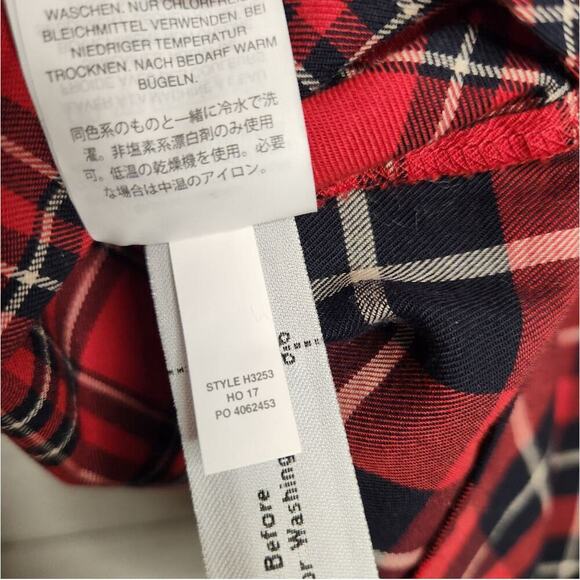 WASCHEN. NUR CHLORFREIES
BLEICHMITTEL VERWENDEN. BEI
NIEDRIGER TEMPERATUR
TROCKNEN. NACH BEDARF WARM
BÜGELN.
同色系のものと一緒に冷水で洗
濯。非塩素系漂白剤のみ使用
可。低温の乾燥機を使用。必要
な場合は中温のアイロン。
STYLE H3253
HO 17
PO 4062453
Before
or Washing